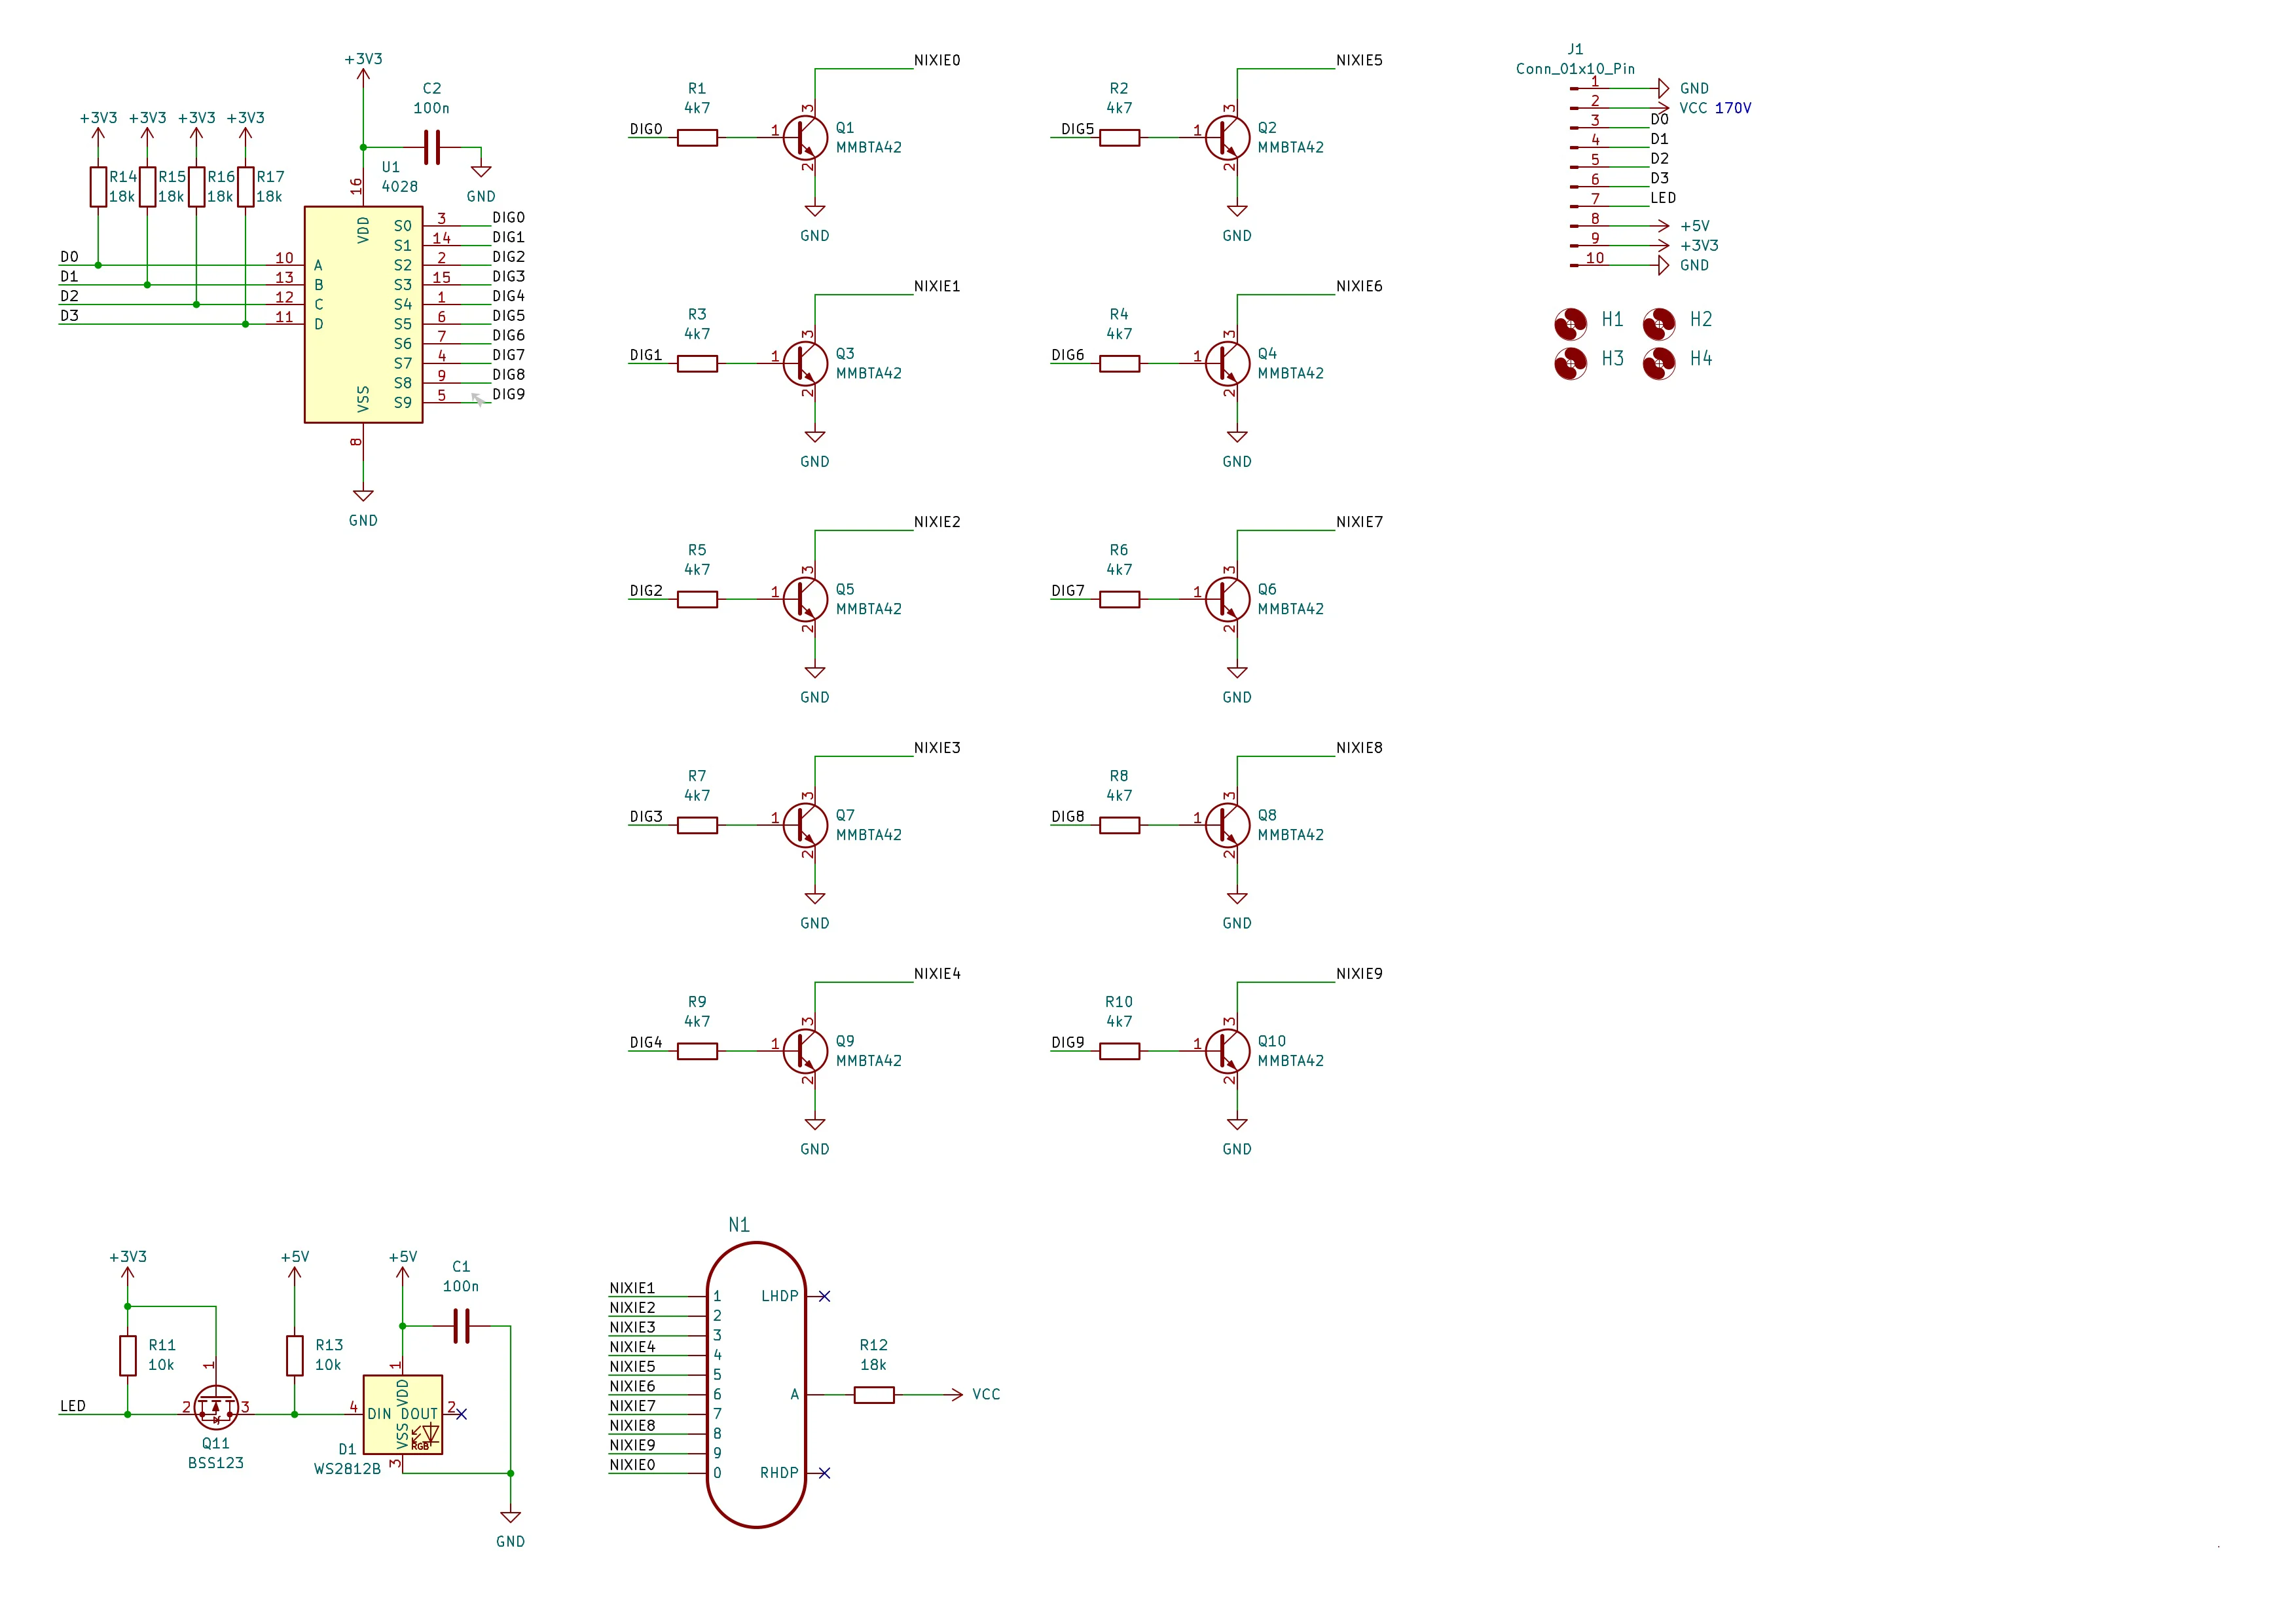 +3V3
C2
100n
+3V3 +3V3 +3V3 +3V3
R14 18k
R15 18k
R16 18k
R17 18k
U1
4028
GND
16
VDD
D0 10 A
D1 13 B
D2 12 C
D3 11 D
S0 3 DIG0
S1 14 DIG1
S2 2 DIG2
S3 15 DIG3
S4 1 DIG4
S5 6 DIG5
S6 7 DIG6
S7 4 DIG7
S8 9 DIG8
S9 5 DIG9
VSS
8
GND
NIXIE0
R1
4k7
DIG0
1
3
2
Q1
MMBTA42
GND
NIXIE5
R2
4k7
DIG5
1
3
2
Q2
MMBTA42
GND
NIXIE1
R3
4k7
DIG1
1
3
2
Q3
MMBTA42
GND
NIXIE6
R4
4k7
DIG6
1
3
2
Q4
MMBTA42
GND
NIXIE2
R5
4k7
DIG2
1
3
2
Q5
MMBTA42
GND
NIXIE7
R6
4k7
DIG7
1
3
2
Q6
MMBTA42
GND
NIXIE3
R7
4k7
DIG3
1
3
2
Q7
MMBTA42
GND
NIXIE8
R8
4k7
DIG8
1
3
2
Q8
MMBTA42
GND
NIXIE4
R9
4k7
DIG4
1
3
2
Q9
MMBTA42
GND
NIXIE9
R10
4k7
DIG9
1
3
2
Q10
MMBTA42
GND
J1
Conn_01x10_Pin
1 GND
2 VCC 170V
3 D0
4 D1
5 D2
6 D3
7 LED
8 +5V
9 +3V3
10 GND
H1 H2
H3 H4
+3V3
R11
10k
LED
1
2 3
Q11
BSS123
+5V
R13
10k
+5V
C1
100n
1
VDD
4 DIN DOUT 2
VSS
RGB
3
D1
WS2812B
GND
N1
NIXIE1 1
NIXIE2 2
NIXIE3 3
NIXIE4 4
NIXIE5 5
NIXIE6 6
NIXIE7 7
NIXIE8 8
NIXIE9 9
NIXIE0 0
LHDP
A
RHDP
R12
18k
VCC